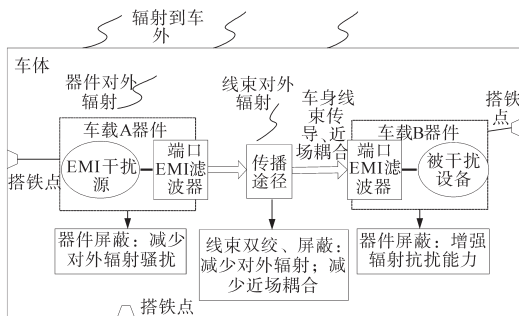 辐射到车
外
车体
器件对外
辐射
线束对外
辐射
车身线
束传
导、近
场耦合
搭铁
点
车载A器件
车载B器件
EMI干扰
源
端口
EMI滤
波器
传播
途径
端口
EMI滤
波器
被干扰
设备
搭铁点
器件屏蔽：减少
对外辐射骚扰
线束双绞、屏蔽：
减少对外辐射；减
少近场耦合
器件屏蔽：增强
辐射抗扰能力
搭铁点